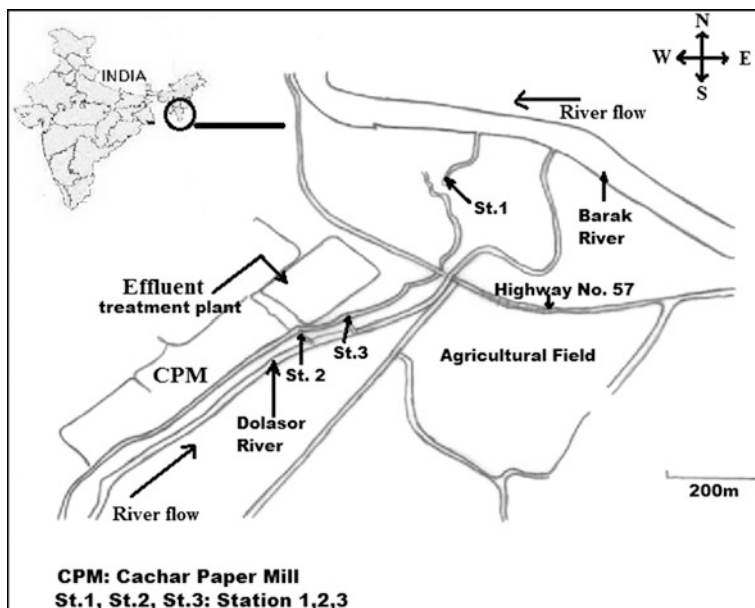 N
INDIA
W E
S
River flow
St.1
Barak
River
Effluent
treatment plant
Highway No. 57
St.3
Agricultural Field
CPM
St. 2
Dolasor
River
200m
River flow
CPM: Cachar Paper Mill
St.1, St.2, St.3: Station 1,2,3